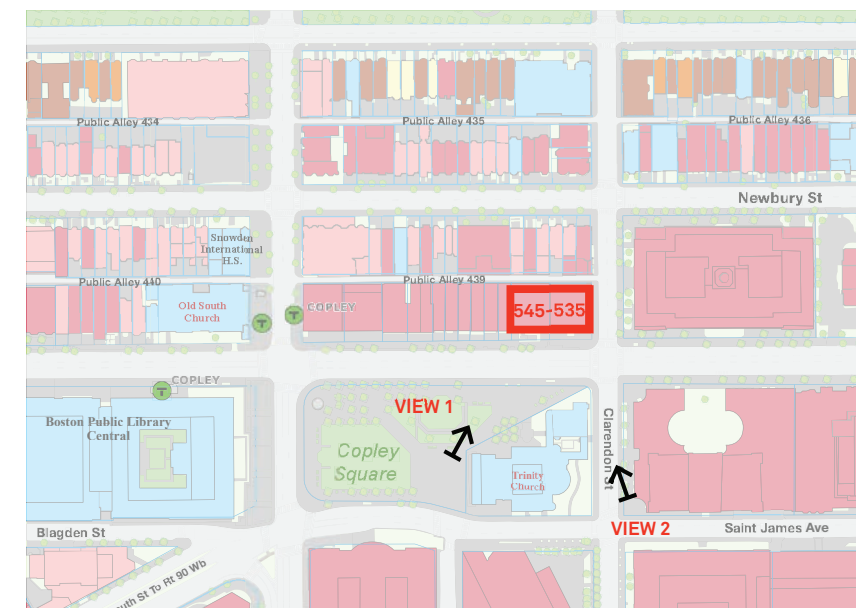 Public Alley 434
Public Alley 435
Public Alley 436
Newbury St
Snowden
International
H.S.
Public Alley 440
Public Alley 439
Old South
Church
T
T
COPLEY
545-535
T
COPLEY
Boston Public Library
Central
VIEW 1
Copley
Square
Trinity
Church
Clarendon St
VIEW 2
Saint James Ave
Blagden St
uth St To Rt 90 Wb